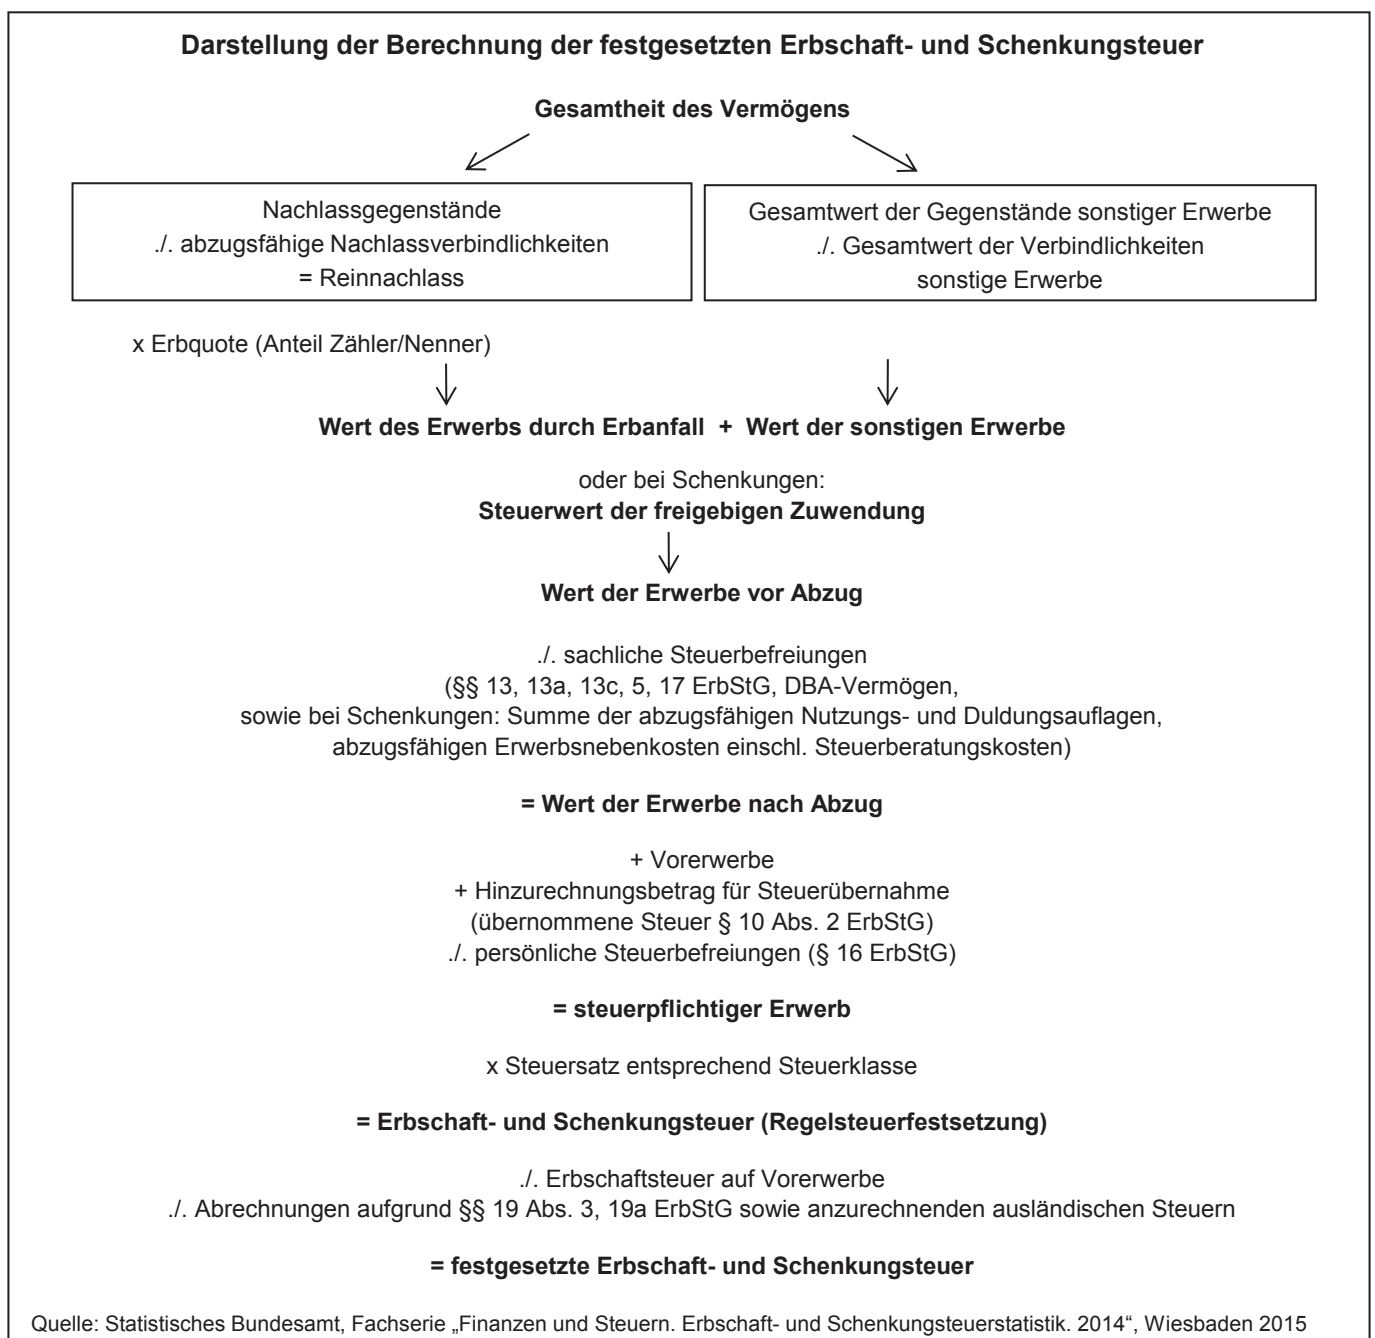 Darstellung der Berechnung der festgesetzten Erbschaft- und Schenkungsteuer
Gesamtheit des Vermögens
Nachlassgegenstände
./. abzugsfähige Nachlassverbindlichkeiten
= Reinnachlass
Gesamtwert der Gegenstände sonstiger Erwerbe
./. Gesamtwert der Verbindlichkeiten
sonstige Erwerbe
x Erbquote (Anteil Zähler/Nenner)
Wert des Erwerbs durch Erbanfall + Wert der sonstigen Erwerbe
oder bei Schenkungen:
Steuerwert der freigebigen Zuwendung
Wert der Erwerbe vor Abzug
./. sachliche Steuerbefreiungen
(§§ 13, 13a, 13c, 5, 17 ErbStG, DBA-Vermögen,
sowie bei Schenkungen: Summe der abzugsfähigen Nutzungs- und Duldungsauflagen,
abzugsfähigen Erwerbsnebenkosten einschl. Steuerberatungskosten)
= Wert der Erwerbe nach Abzug
+ Vorerwerbe
+ Hinzurechnungsbetrag für Steuerübernahme
(übernommene Steuer § 10 Abs. 2 ErbStG)
./. persönliche Steuerbefreiungen (§ 16 ErbStG)
= steuerpflichtiger Erwerb
x Steuersatz entsprechend Steuerklasse
= Erbschaft- und Schenkungsteuer (Regelsteuerfestsetzung)
./. Erbschaftsteuer auf Vorerwerbe
./. Abrechnungen aufgrund §§ 19 Abs. 3, 19a ErbStG sowie anzurechnenden ausländischen Steuern
= festgesetzte Erbschaft- und Schenkungsteuer
Quelle: Statistisches Bundesamt, Fachserie „Finanzen und Steuern. Erbschaft- und Schenkungsteuerstatistik. 2014“, Wiesbaden 2015